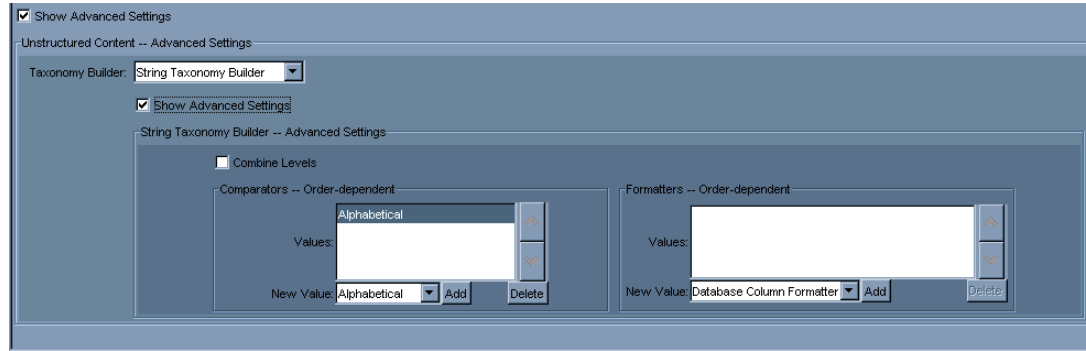 Show Advanced Settings
Unstructured Content -- Advanced Settings
Taxonomy Builder: String Taxonomy Builder
Show Advanced Settings
String Taxonomy Builder -- Advanced Settings
Combine Levels
Comparators -- Order-dependent
Alphabetical
Values:
New Value: Alphabetical Add Delete
Formatters -- Order-dependent
Values:
New Value: Database Column Formatter Add Delete